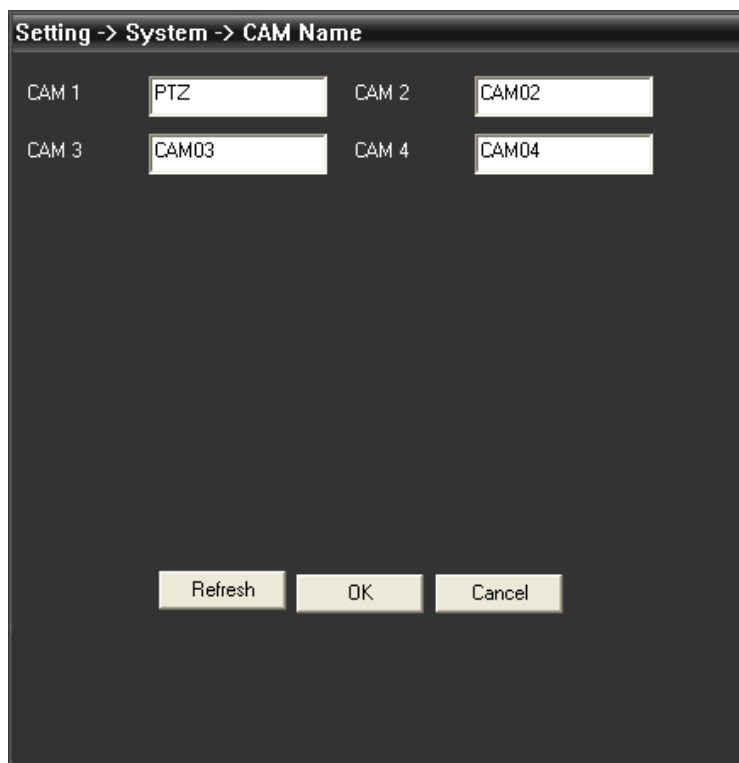 Setting -> System -> CAM Name
CAM 1 PTZ CAM 2 CAM02
CAM 3 CAM03 CAM 4 CAM04
Refresh OK Cancel